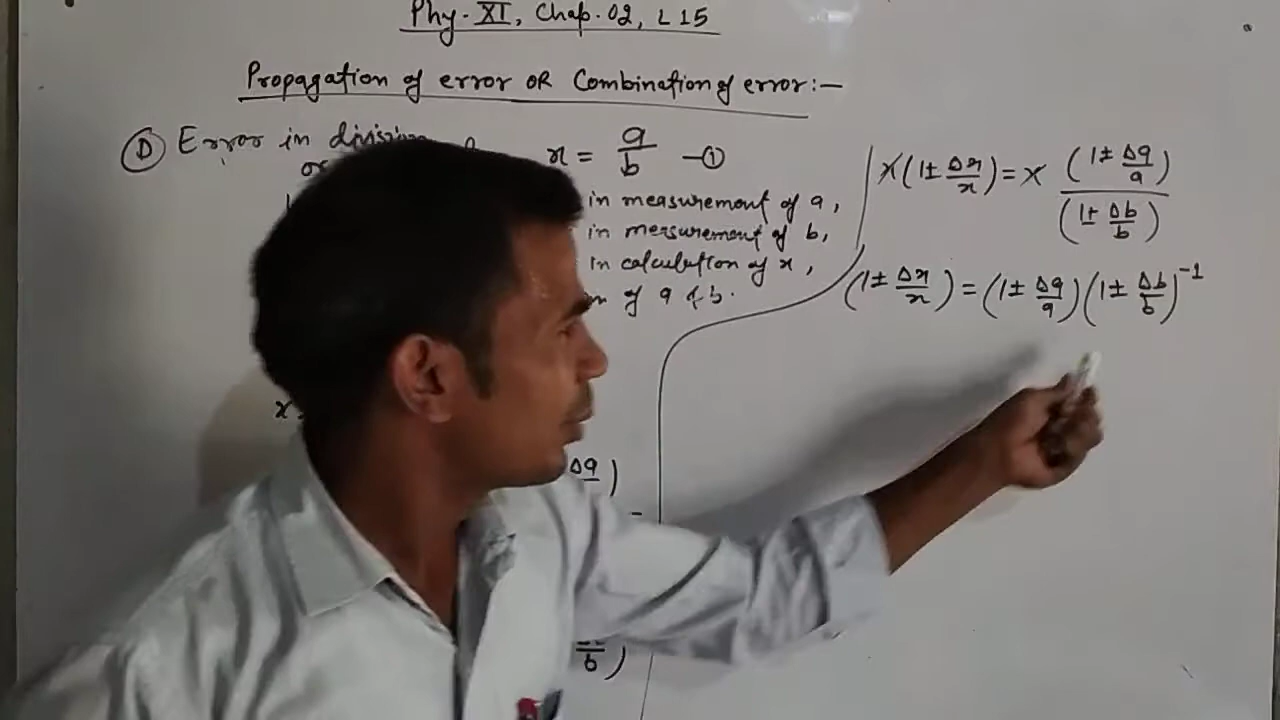 Phy-XI, Chap.02, L15
Propagation of error OR Combination of error:—
(D) Error in division
or
x = a/b —①
in measurement of a,
in measurement of b,
in calculation of x,
of a & b.
x
Δa)
b)
x(1± Δx/x) = x (1± Δa/a)/(1± Δb/b)
(1± Δx/x) = (1± Δa/a)(1± Δb/b)⁻¹